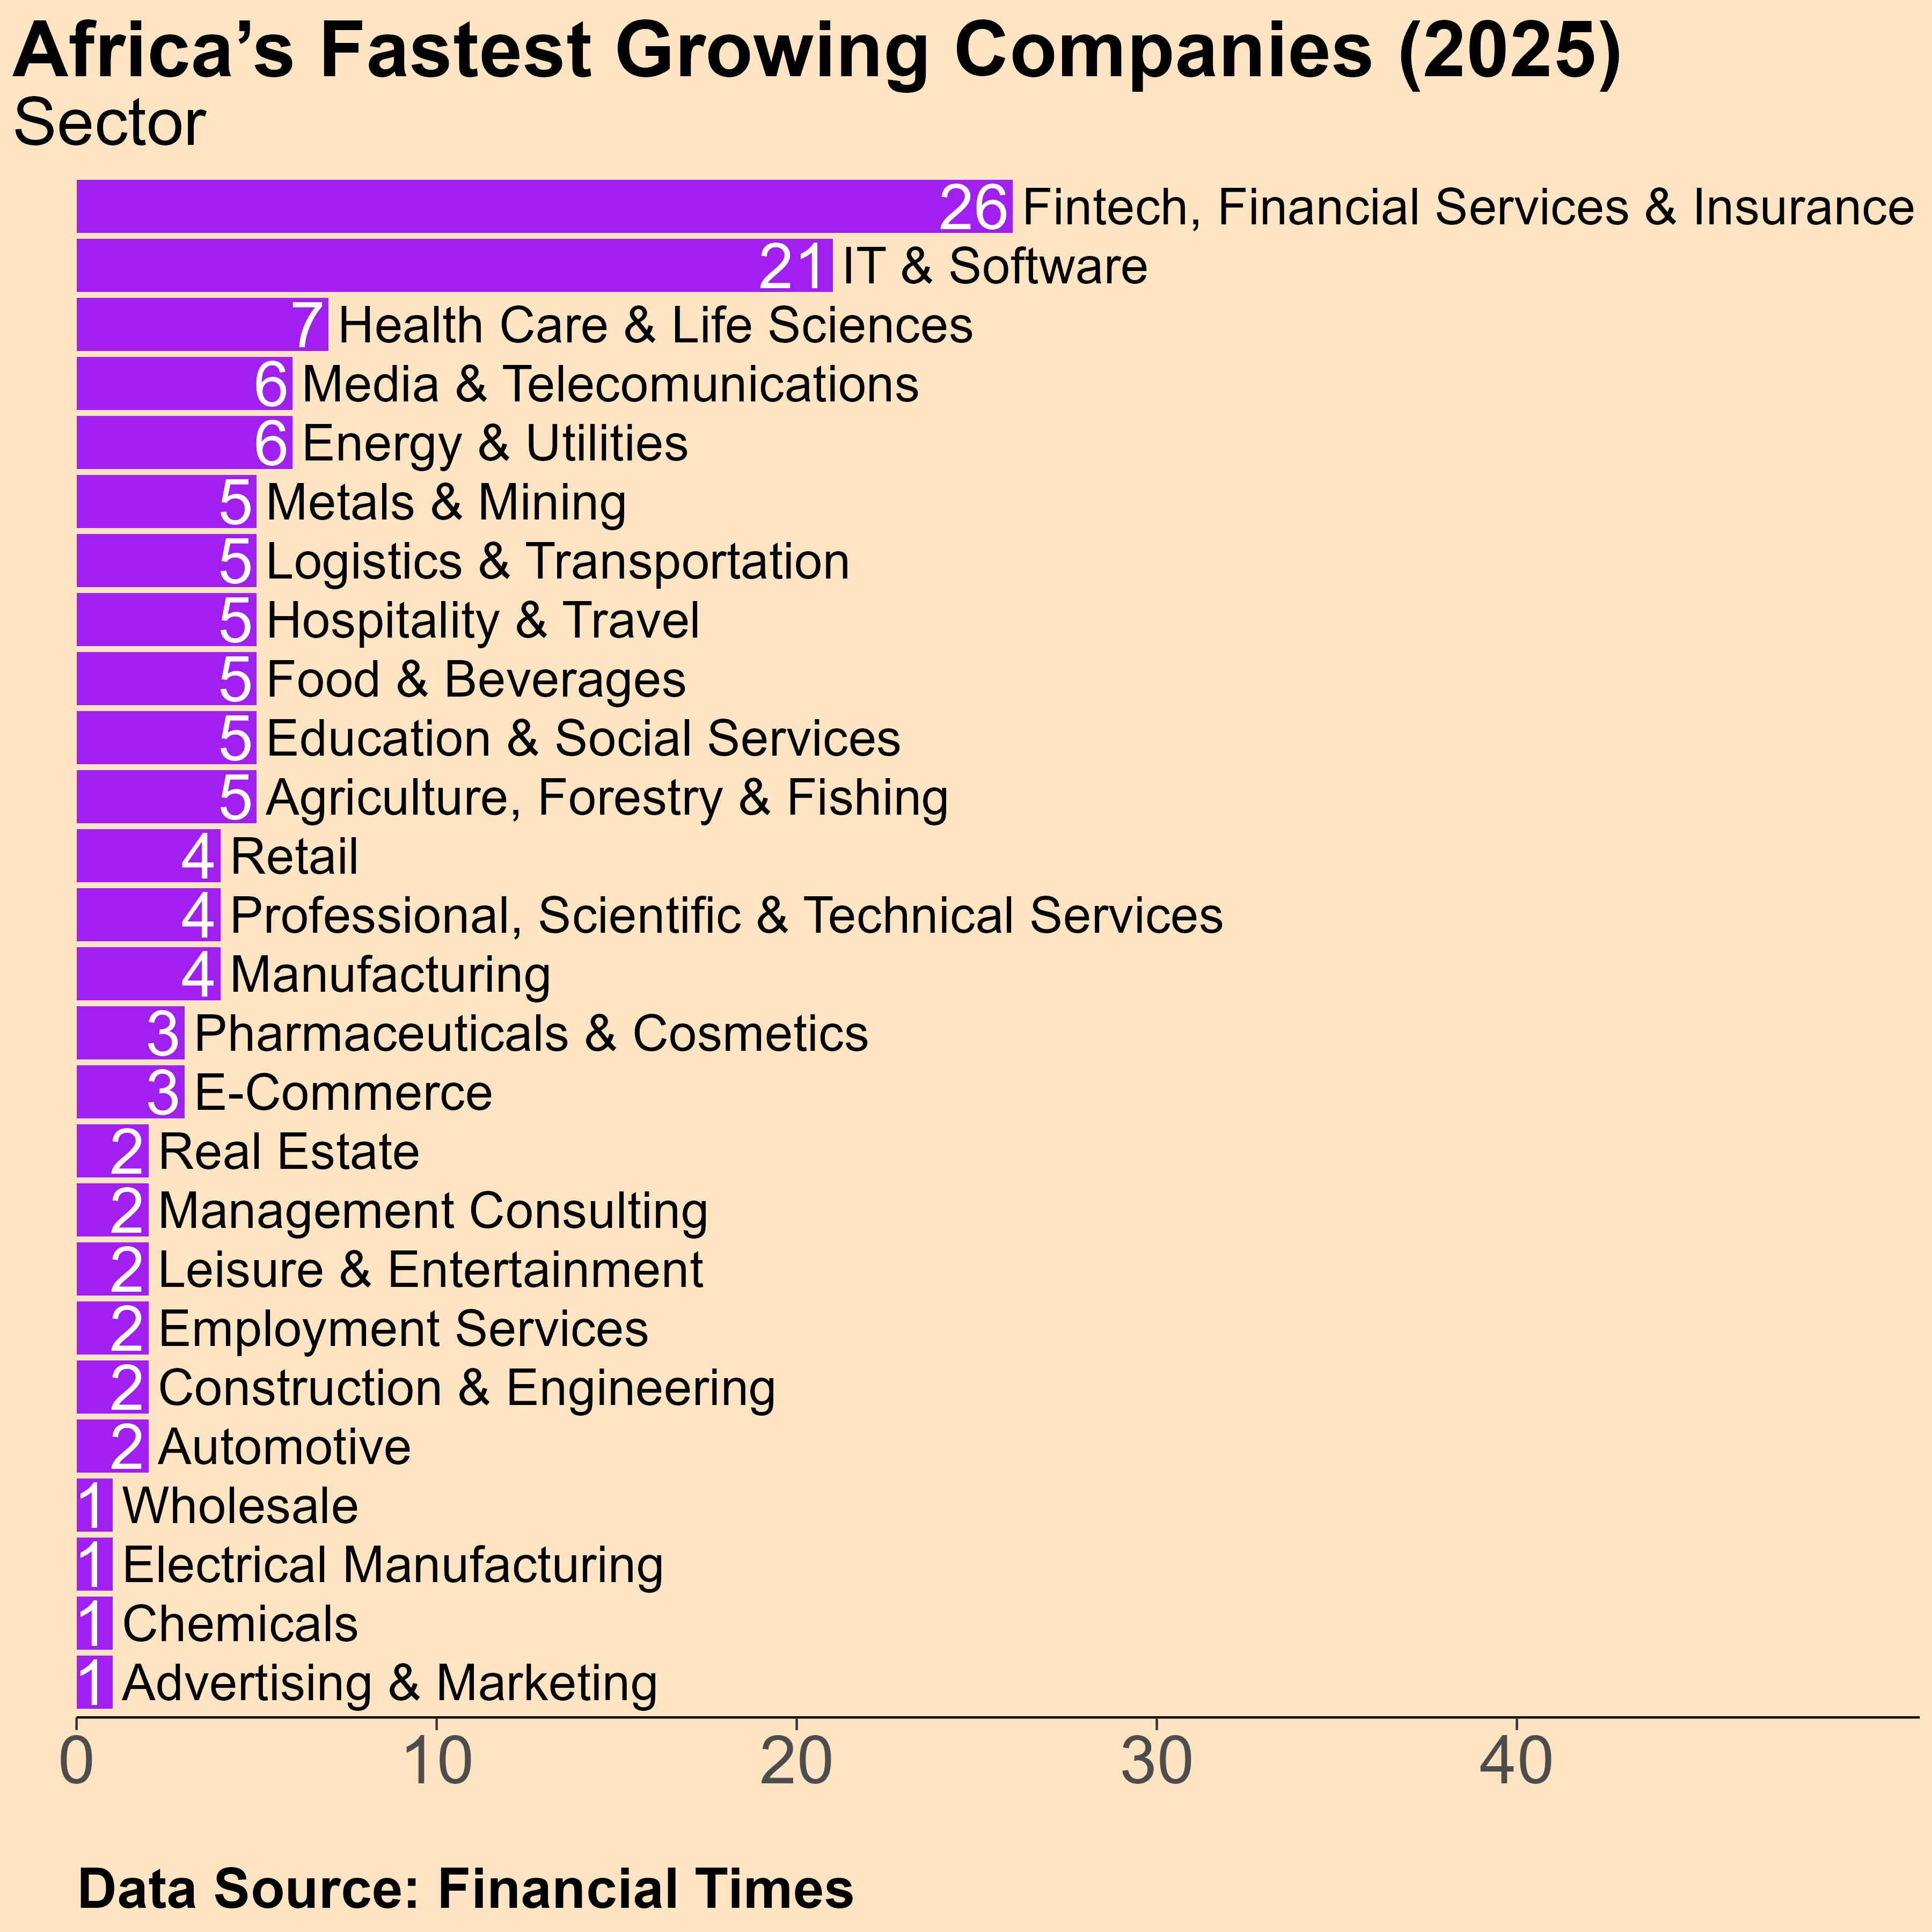 Africa’s Fastest Growing Companies (2025)
Sector
26 Fintech, Financial Services & Insurance
21 IT & Software
7 Health Care & Life Sciences
6 Media & Telecomunications
6 Energy & Utilities
5 Metals & Mining
5 Logistics & Transportation
5 Hospitality & Travel
5 Food & Beverages
5 Education & Social Services
5 Agriculture, Forestry & Fishing
4 Retail
4 Professional, Scientific & Technical Services
4 Manufacturing
3 Pharmaceuticals & Cosmetics
3 E-Commerce
2 Real Estate
2 Management Consulting
2 Leisure & Entertainment
2 Employment Services
2 Construction & Engineering
2 Automotive
1 Wholesale
1 Electrical Manufacturing
1 Chemicals
1 Advertising & Marketing
0 10 20 30 40
Data Source: Financial Times